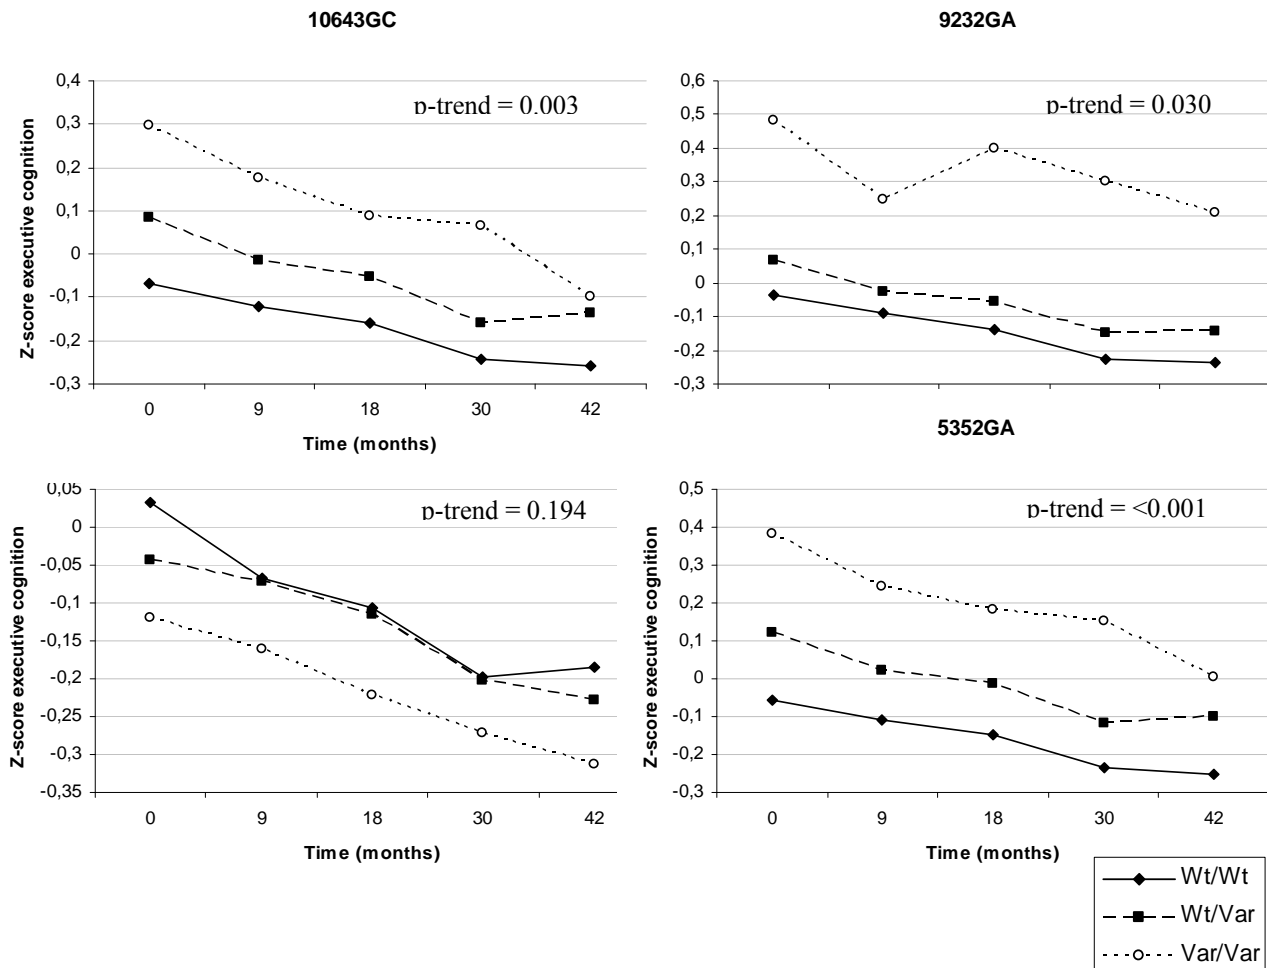 10643GC
p-trend = 0.003
Z-score executive cognition
0,4
0,3
0,2
0,1
0
-0,1
-0,2
-0,3
0 9 18 30 42
Time (months)
9232GA
p-trend = 0.030
Z-score executive cognition
0,6
0,5
0,4
0,3
0,2
0,1
0
-0,1
-0,2
-0,3
p-trend = 0.194
Z-score executive cognition
0,05
0
-0,05
-0,1
-0,15
-0,2
-0,25
-0,3
-0,35
0 9 18 30 42
Time (months)
5352GA
p-trend = <0.001
Z-score executive cognition
0,5
0,4
0,3
0,2
0,1
0
-0,1
-0,2
-0,3
0 9 18 30 42
Time (months)
Wt/Wt
Wt/Var
Var/Var